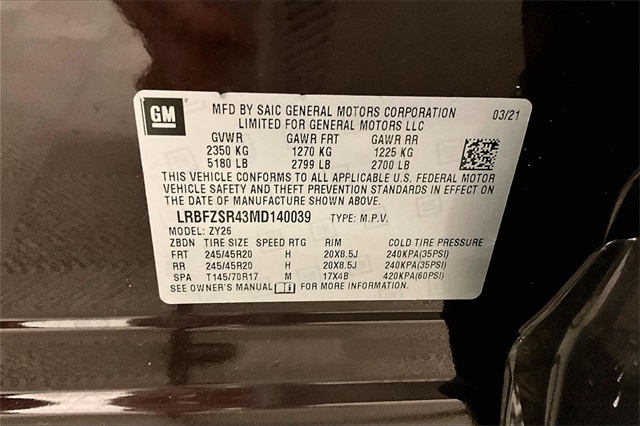 GM
MFD BY SAIC GENERAL MOTORS CORPORATION 03/21
LIMITED FOR GENERAL MOTORS LLC
GVWR GAWR FRT GAWR RR
2350 KG 1270 KG 1225 KG
5180 LB 2799 LB 2700 LB
THIS VEHICLE CONFORMS TO ALL APPLICABLE U.S. FEDERAL MOTOR
VEHICLE SAFETY AND THEFT PREVENTION STANDARDS IN EFFECT ON
THE DATE OF MANUFACTURE SHOWN ABOVE.
LRBFZSR43MD140039 TYPE: M.P.V.
MODEL: ZY26
ZBDN TIRE SIZE SPEED RTG RIM COLD TIRE PRESSURE
FRT 245/45R20 H 20X8.5J 240KPA(35PSI)
RR 245/45R20 H 20X8.5J 240KPA(35PSI)
SPA T145/70R17 M 17X4B 420KPA(60PSI)
SEE OWNER'S MANUAL FOR MORE INFORMATION.